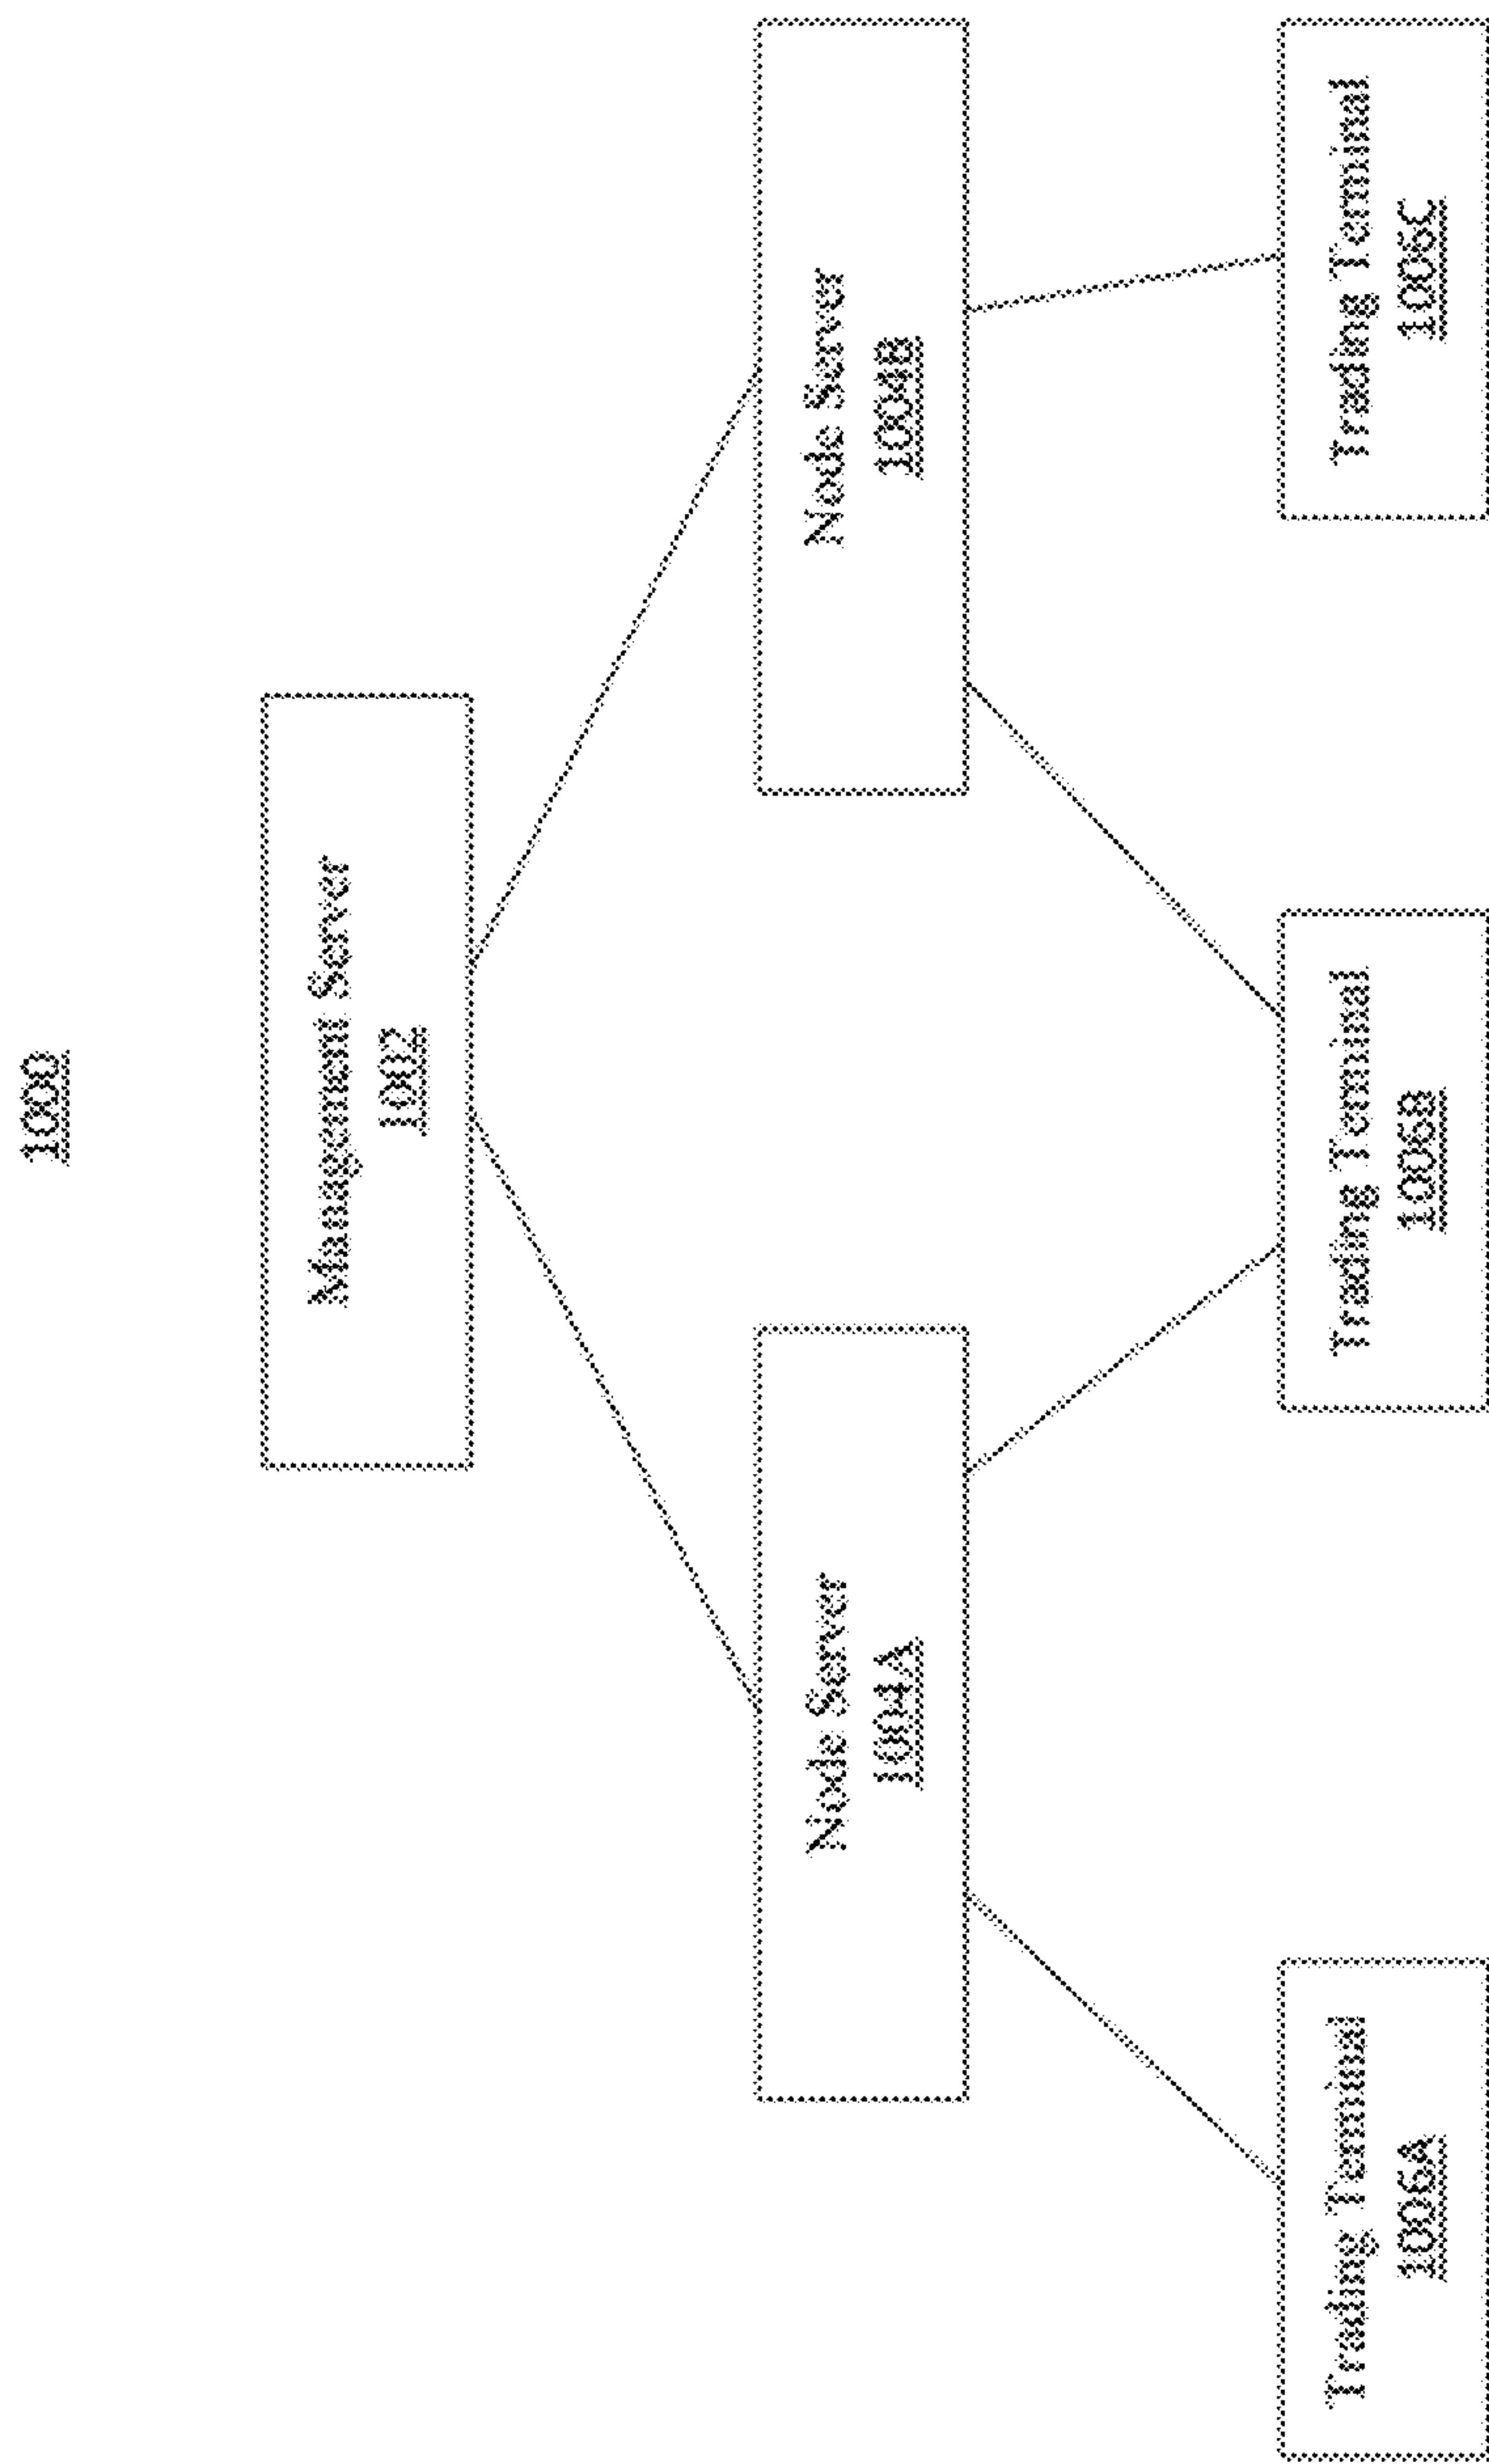 1000
Management Server
1002
Node Server
1004A
Node Server
1004B
Trading Terminal
1006A
Trading Terminal
1006B
Trading Terminal
1006C